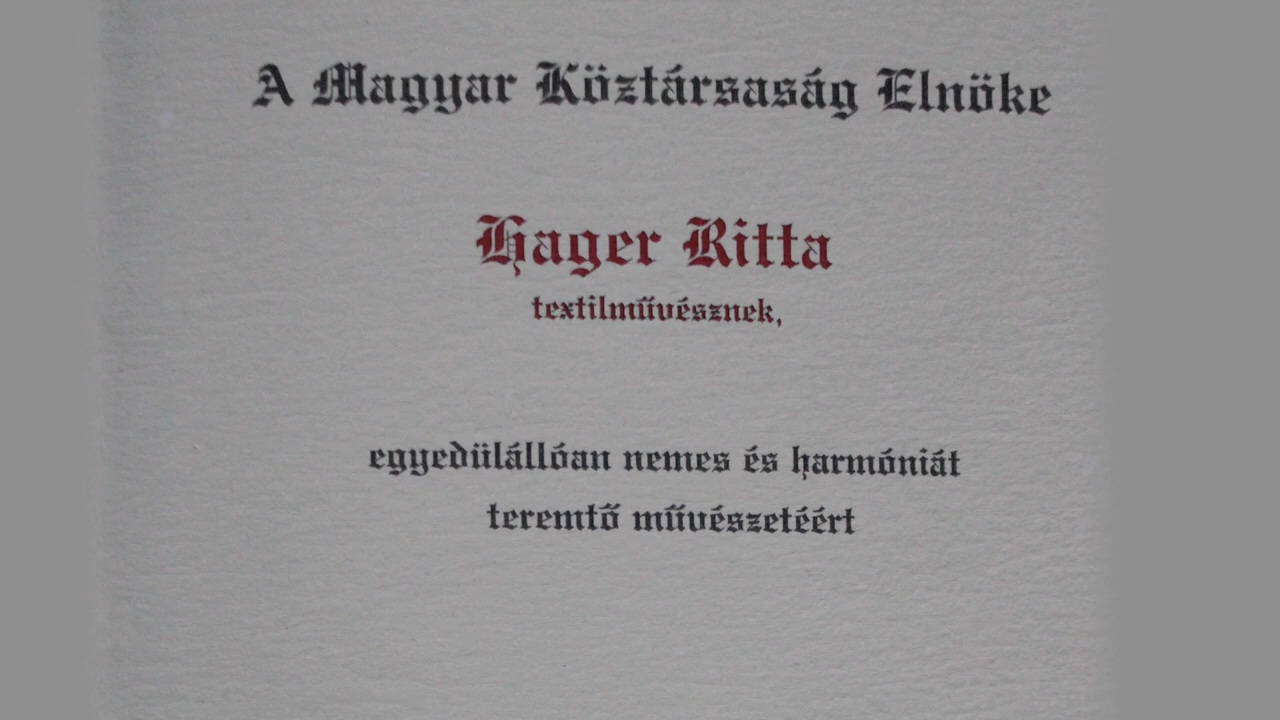 A Magyar Köztársaság Elnöke
Hager Ritta
textilművésznek,
egyedülállóan nemes és harmóniát
teremtő művészetéért